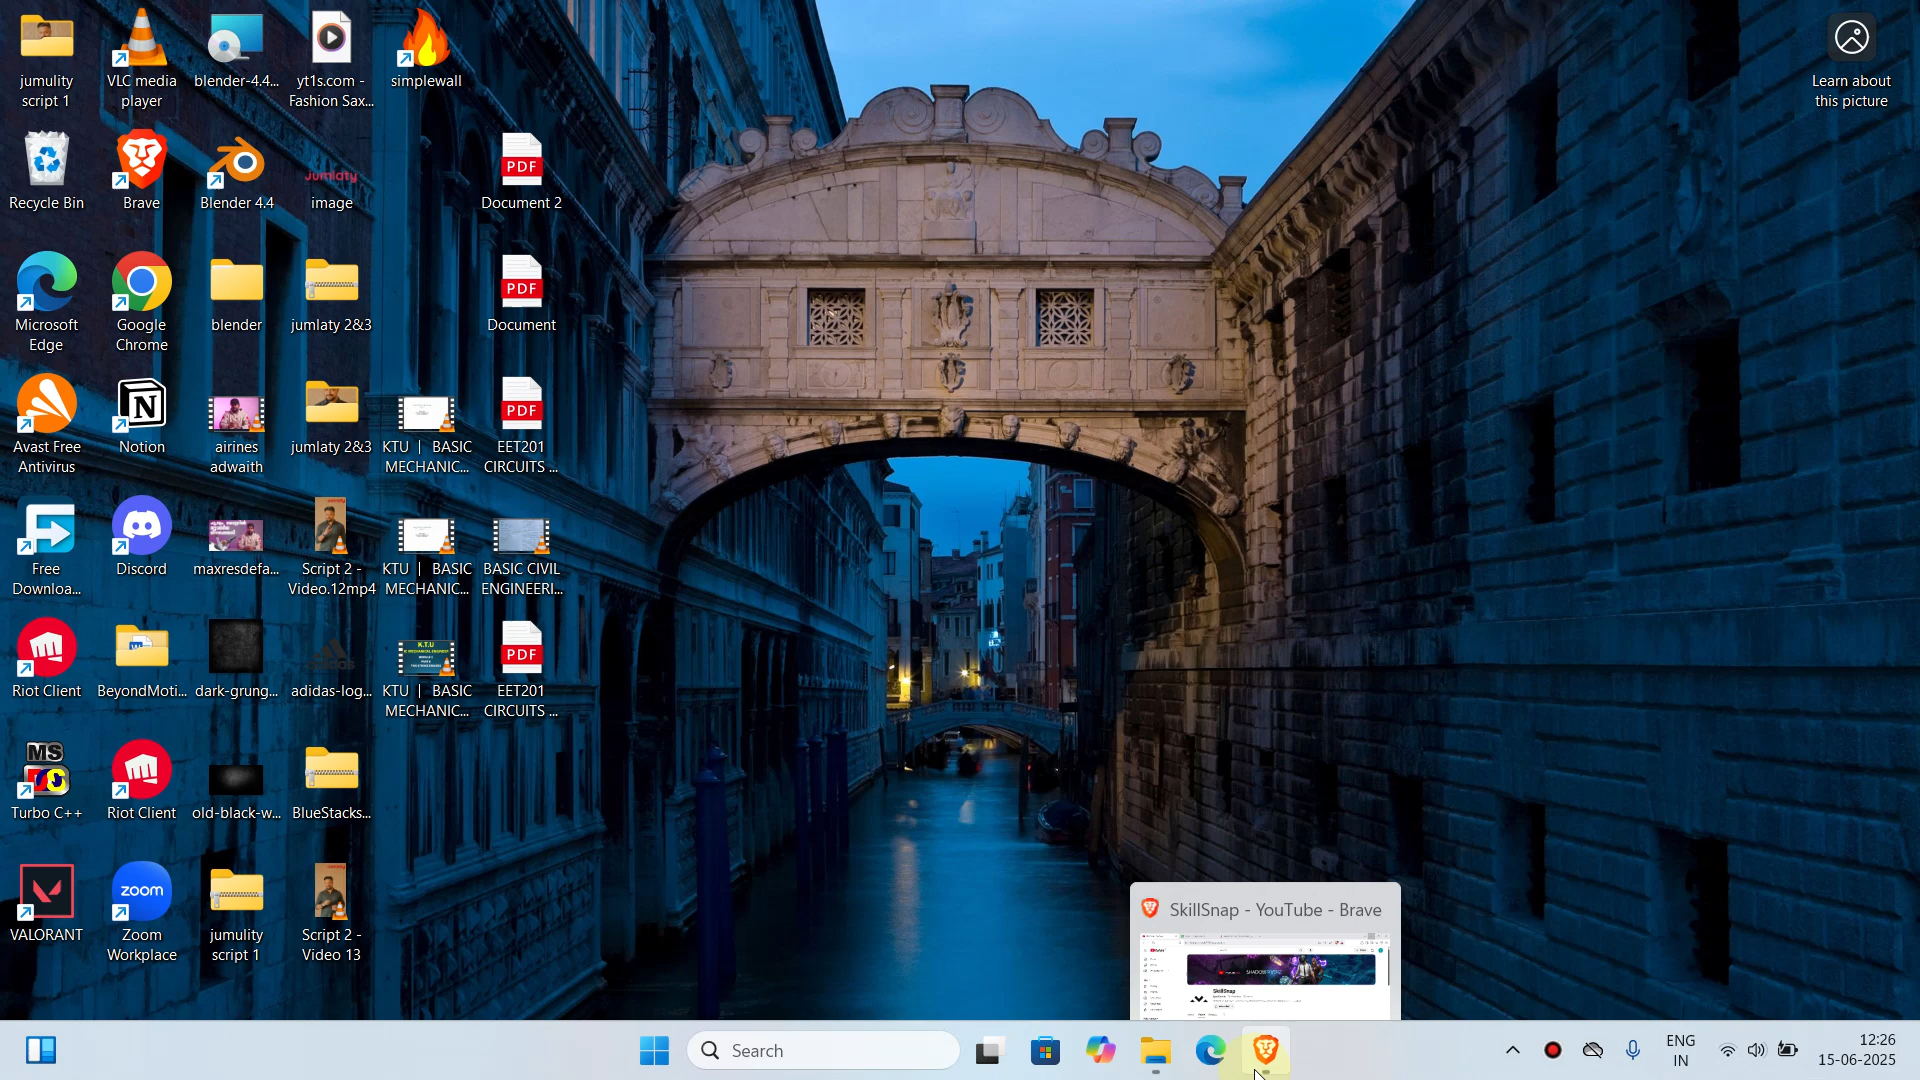 jumulity
script 1
VLC media
player
blender-4.4...
yt1s.com -
Fashion Sax...
simplewall
Learn about
this picture
Recycle Bin
Brave
Blender 4.4
Jumlaty
image
PDF
Document 2
Microsoft
Edge
Google
Chrome
blender
jumlaty 2&3
PDF
Document
Avast Free
Antivirus
Notion
airines
adwaith
jumlaty 2&3
KTU | BASIC
MECHANIC...
PDF
EET201
CIRCUITS ...
Free
Downloa...
Discord
maxresdefa...
Script 2 -
Video.12mp4
KTU | BASIC
MECHANIC...
BASIC CIVIL
ENGINEERI...
Riot Client
BeyondMoti...
dark-grung...
adidas-log...
K.T.U
KTU | BASIC
MECHANIC...
PDF
EET201
CIRCUITS ...
MS
Turbo C++
Riot Client
old-black-w...
BlueStacks...
VALORANT
zoom
Zoom
Workplace
jumulity
script 1
Script 2 -
Video 13
SkillSnap - YouTube - Brave
SkillSnap
Search
ENG
IN
12:26
15-06-2025